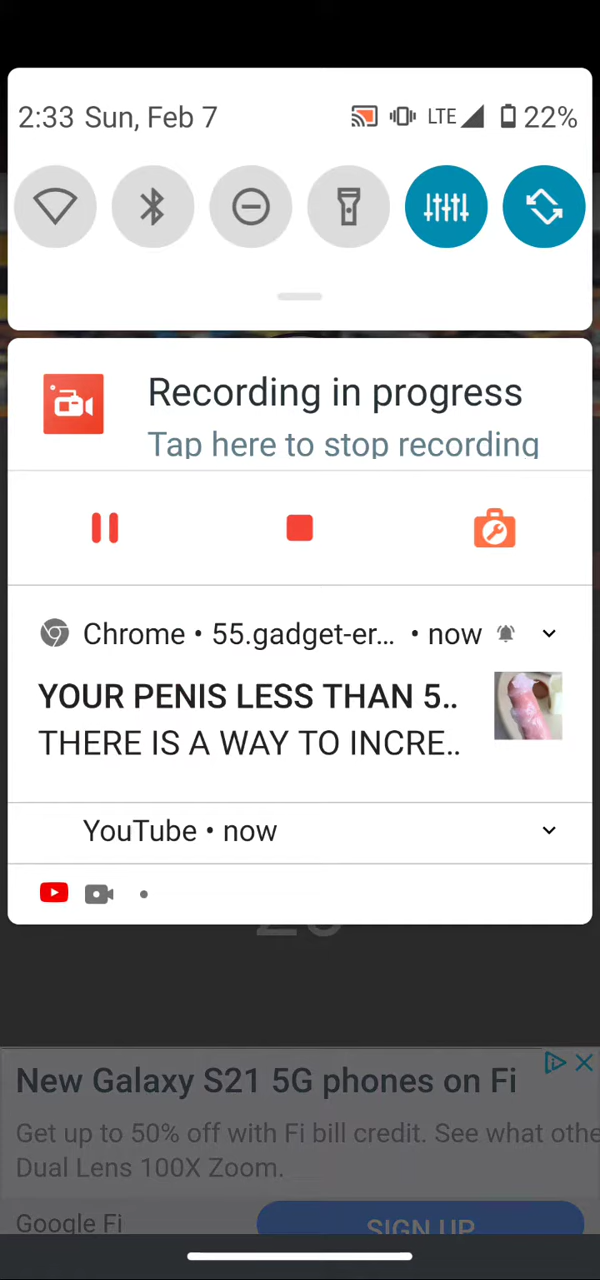 2:33 Sun, Feb 7 LTE 22%
Recording in progress
Tap here to stop recording
Chrome • 55.gadget-er... • now
YOUR PENIS LESS THAN 5..
THERE IS A WAY TO INCRE..
YouTube • now
New Galaxy S21 5G phones on Fi
Get up to 50% off with Fi bill credit. See what othe
Dual Lens 100X Zoom.
Google Fi
SIGN UP